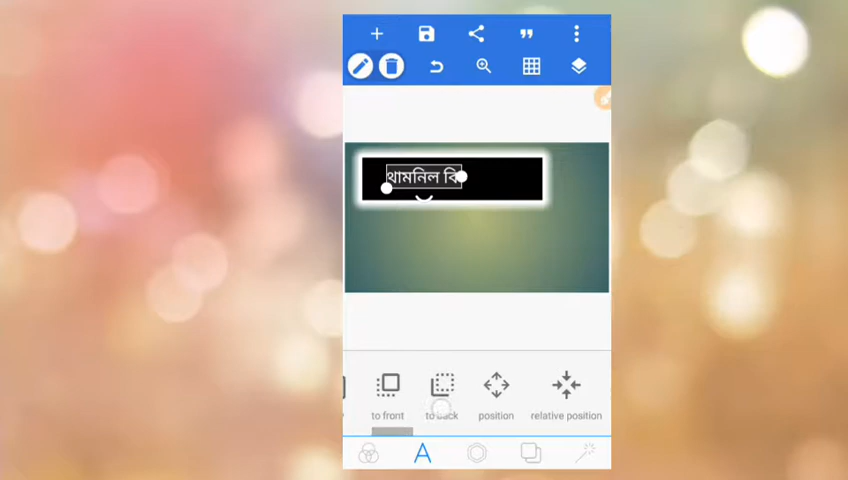 থামনিল কি
to front
to back
position
relative position